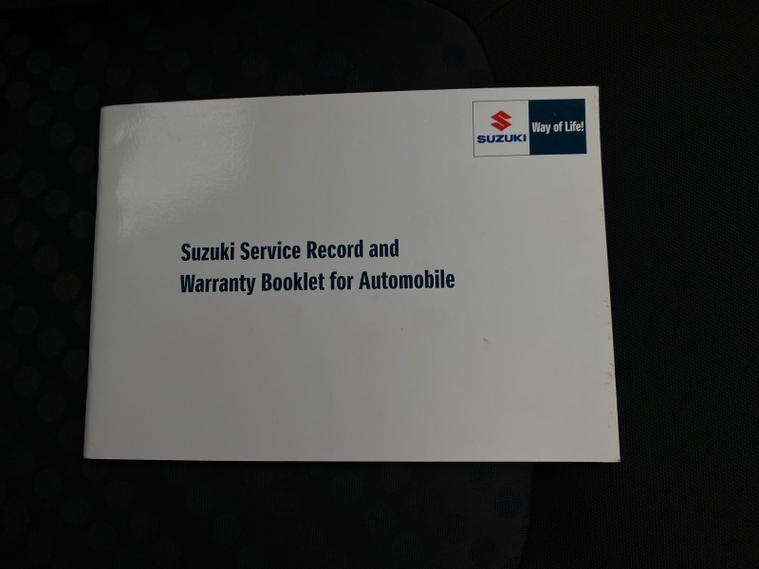 SUZUKI
Way of Life!
Suzuki Service Record and
Warranty Booklet for Automobile